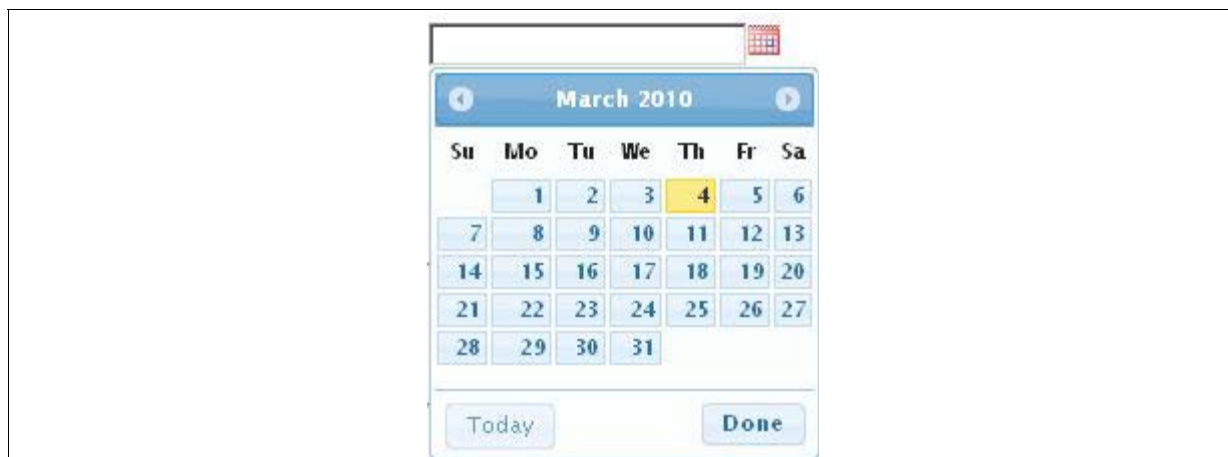 March 2010
Su Mo Tu We Th Fr Sa
1 2 3 4 5 6
7 8 9 10 11 12 13
14 15 16 17 18 19 20
21 22 23 24 25 26 27
28 29 30 31
Today Done